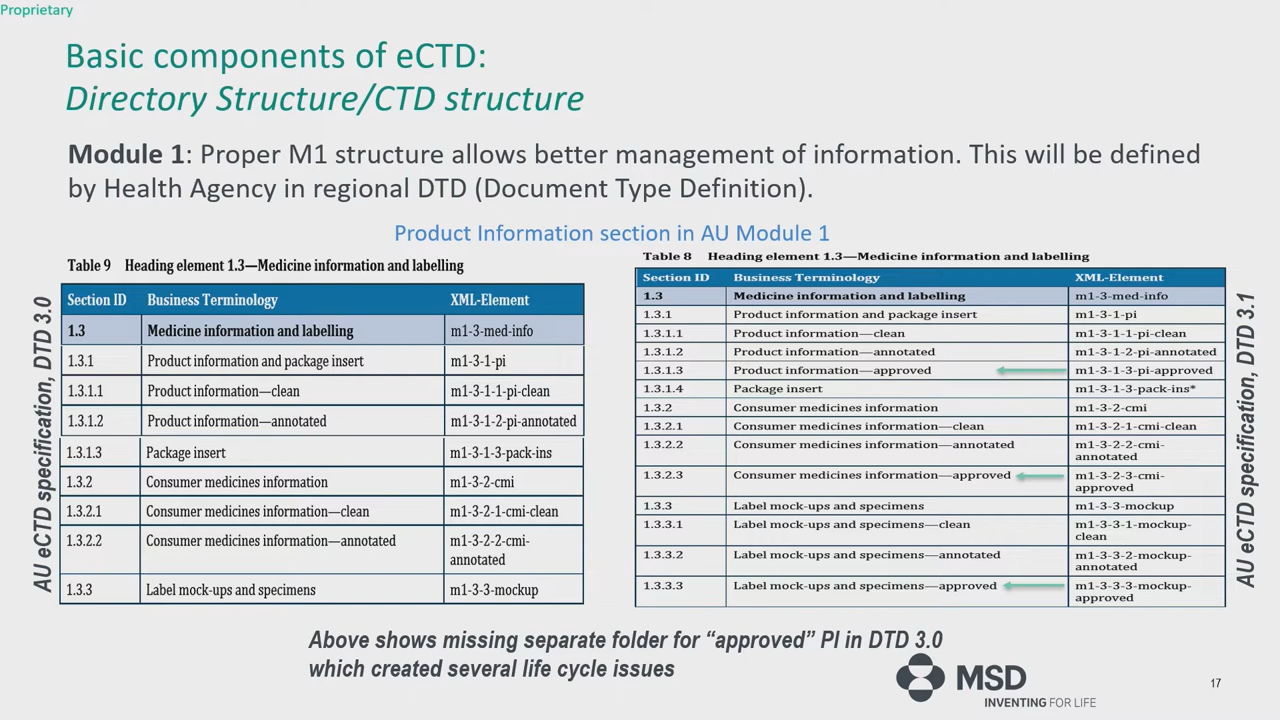 Proprietary
Basic components of eCTD:
Directory Structure/CTD structure
Module 1: Proper M1 structure allows better management of information. This will be defined
by Health Agency in regional DTD (Document Type Definition).
Product Information section in AU Module 1
AU eCTD specification, DTD 3.0
Table 9 Heading element 1.3—Medicine information and labelling
Section ID Business Terminology XML-Element
1.3 Medicine information and labelling m1-3-med-info
1.3.1 Product information and package insert m1-3-1-pi
1.3.1.1 Product information—clean m1-3-1-1-pi-clean
1.3.1.2 Product information—annotated m1-3-1-2-pi-annotated
1.3.1.3 Package insert m1-3-1-3-pack-ins
1.3.2 Consumer medicines information m1-3-2-cmi
1.3.2.1 Consumer medicines information—clean m1-3-2-1-cmi-clean
1.3.2.2 Consumer medicines information—annotated m1-3-2-2-cmi-
annotated
1.3.3 Label mock-ups and specimens m1-3-3-mockup
Table 8 Heading element 1.3—Medicine information and labelling
Section ID Business Terminology XML-Element
1.3 Medicine information and labelling m1-3-med-info
1.3.1 Product information and package insert m1-3-1-pi
1.3.1.1 Product information—clean m1-3-1-1-pi-clean
1.3.1.2 Product information—annotated m1-3-1-2-pi-annotated
1.3.1.3 Product information—approved m1-3-1-3-pi-approved
1.3.1.4 Package insert m1-3-1-3-pack-ins*
1.3.2 Consumer medicines information m1-3-2-cmi
1.3.2.1 Consumer medicines information—clean m1-3-2-1-cmi-clean
1.3.2.2 Consumer medicines information—annotated m1-3-2-2-cmi-
annotated
1.3.2.3 Consumer medicines information—approved m1-3-2-3-cmi-
approved
1.3.3 Label mock-ups and specimens m1-3-3-mockup
1.3.3.1 Label mock-ups and specimens—clean m1-3-3-1-mockup-
clean
1.3.3.2 Label mock-ups and specimens—annotated m1-3-3-2-mockup-
annotated
1.3.3.3 Label mock-ups and specimens—approved m1-3-3-3-mockup-
approved
AU eCTD specification, DTD 3.1
Above shows missing separate folder for “approved” PI in DTD 3.0
which created several life cycle issues
MSD
INVENTING FOR LIFE
17